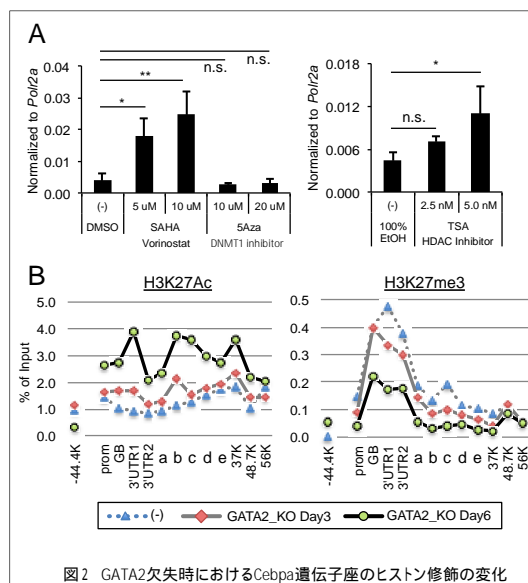 A
n.s.
n.s.
**
*
Normalized to Polr2a
0.04
0.03
0.02
0.01
0.00
(-) 5 uM 10 uM 10 uM 20 uM
DMSO SAHA 5Aza
Vorinostat DNMT1 inhibitor
*
n.s.
Normalized to Polr2a
0.018
0.012
0.006
0.000
(-) 2.5 nM 5.0 nM
100% EtOH TSA
HDAC Inhibitor
B
H3K27Ac
% of Input
5.0
4.0
3.0
2.0
1.0
0.0
-44.4K prom GB 3'UTR1 3'UTR2 a b c d e 37K 48.7K 56K
H3K27me3
0.5
0.4
0.3
0.2
0.1
0.0
-44.4K prom GB 3'UTR1 3'UTR2 a b c d e 37K 48.7K 56K
(-) GATA2_KO Day3 GATA2_KO Day6
図2 GATA2欠失時におけるCebpa遺伝子座のヒストン修飾の変化